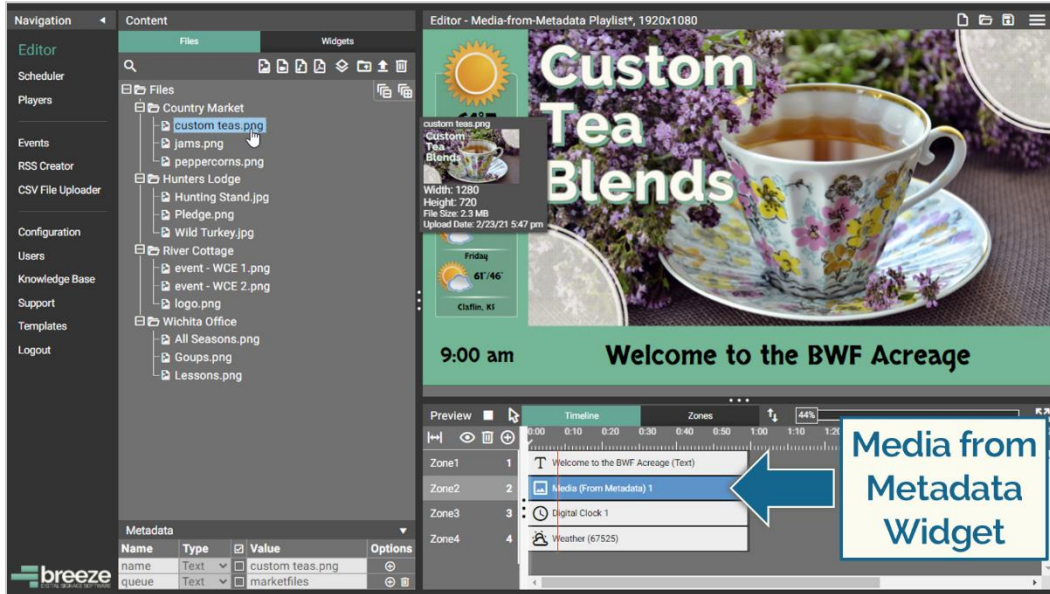 Navigation
Editor
Scheduler
Players
Events
RSS Creator
CSV File Uploader
Configuration
Users
Knowledge Base
Support
Templates
Logout
breeze
DIGITAL SIGNAGE SOFTWARE
Content
Files Widgets
Files
Country Market
custom teas.png
jams.png
peppercorns.png
Hunters Lodge
Hunting Stand.jpg
Pledge.png
Wild Turkey.jpg
River Cottage
event - WCE 1.png
event - WCE 2.png
logo.png
Wichita Office
All Seasons.png
Goups.png
Lessons.png
Metadata
Name Type Value Options
name Text custom teas.png
queue Text marketfiles
Editor - Media-from-Metadata Playlist*, 1920x1080
Custom
Tea
Blends
custom teas.png
Custom
Tea
Blends
Width: 1280
Height: 720
File Size: 2.3 MB
Upload Date: 2/23/21 5:47 pm
Friday
61°/46°
Claflin, KS
9:00 am Welcome to the BWF Acreage
Preview Timeline Zones 44%
0:00 0:10 0:20 0:30 0:40 0:50 1:00 1:10 1:20
Zone1 1 Welcome to the BWF Acreage (Text)
Zone2 2 Media (From Metadata) 1
Zone3 3 Digital Clock 1
Zone4 4 Weather (67525)
Media from
Metadata
Widget